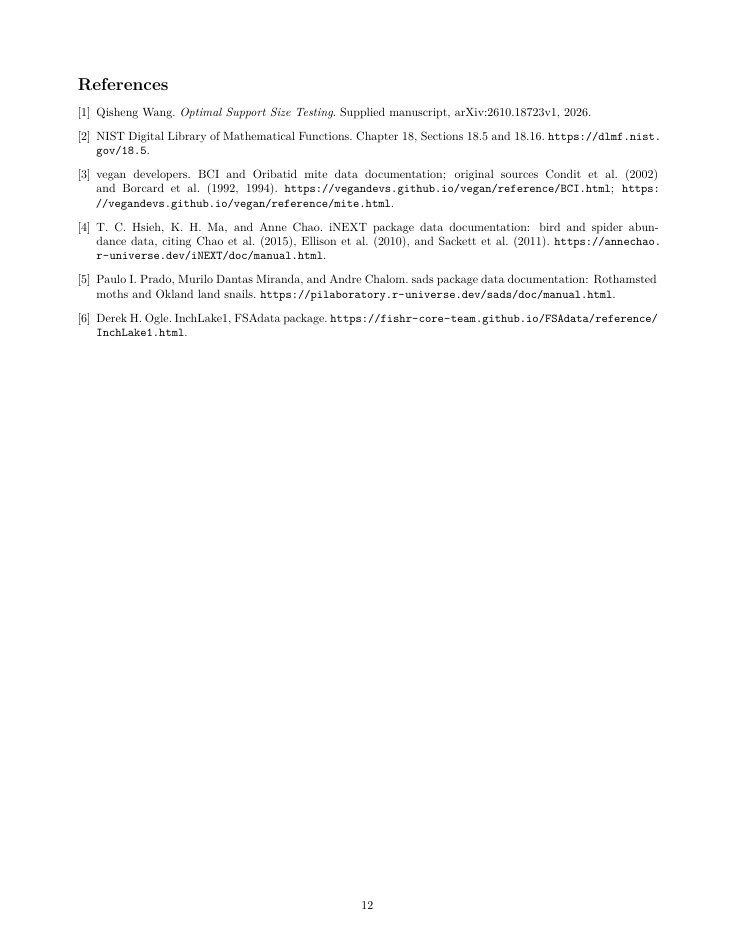 References
[1] Qisheng Wang. Optimal Support Size Testing. Supplied manuscript, arXiv:2610.18723v1, 2026.
[2] NIST Digital Library of Mathematical Functions. Chapter 18, Sections 18.5 and 18.16. https://dlmf.nist.
gov/18.5.
[3] vegan developers. BCI and Oribatid mite data documentation; original sources Condit et al. (2002)
and Borcard et al. (1992, 1994). https://vegandevs.github.io/vegan/reference/BCI.html; https:
//vegandevs.github.io/vegan/reference/mite.html.
[4] T. C. Hsieh, K. H. Ma, and Anne Chao. iNEXT package data documentation: bird and spider abun-
dance data, citing Chao et al. (2015), Ellison et al. (2010), and Sackett et al. (2011). https://annechao.
r-universe.dev/iNEXT/doc/manual.html.
[5] Paulo I. Prado, Murilo Dantas Miranda, and Andre Chalom. sads package data documentation: Rothamsted
moths and Okland land snails. https://pilaboratory.r-universe.dev/sads/doc/manual.html.
[6] Derek H. Ogle. InchLake1, FSAdata package. https://fishr-core-team.github.io/FSAdata/reference/
InchLake1.html.
12